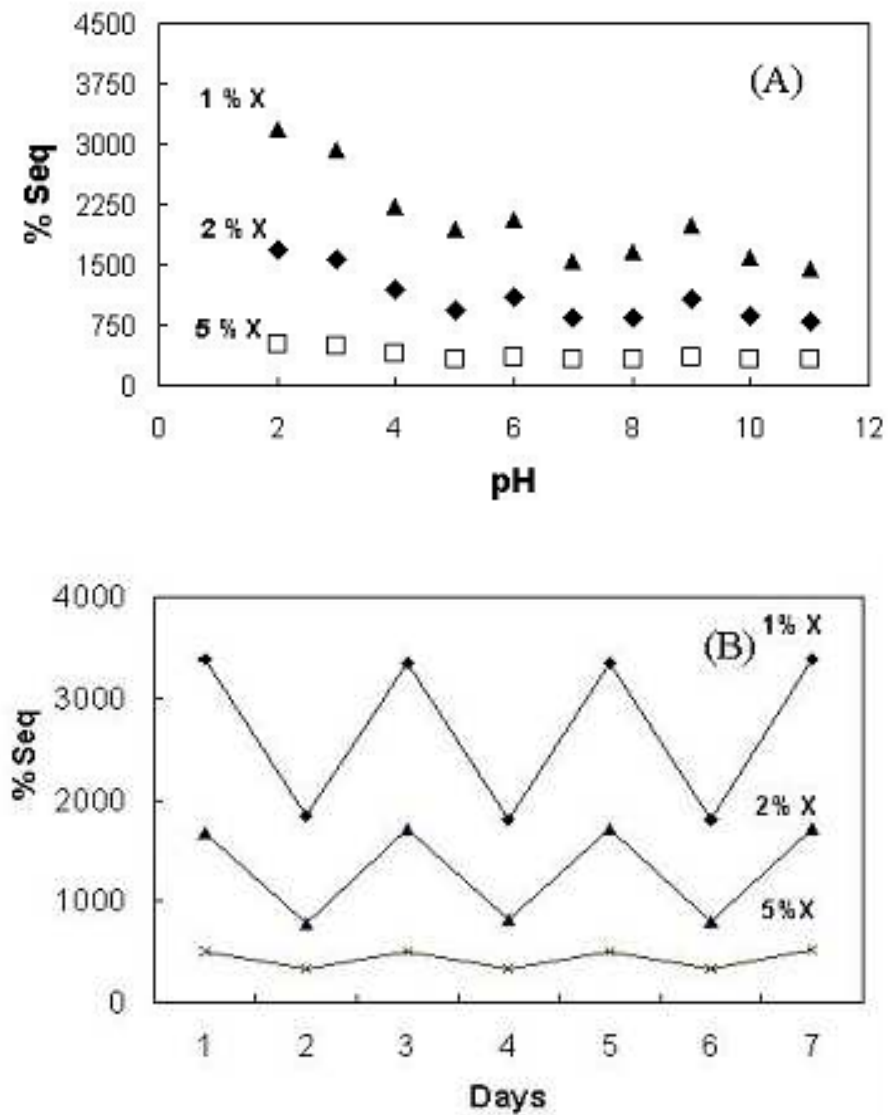 4500
3750
3000
2250
1500
750
0
% Seq
(A)
1 % X
2 % X
5 % X
0 2 4 6 8 10 12
pH
4000
3000
2000
1000
0
%Seq
(B)
1% X
2% X
5%X
1 2 3 4 5 6 7
Days